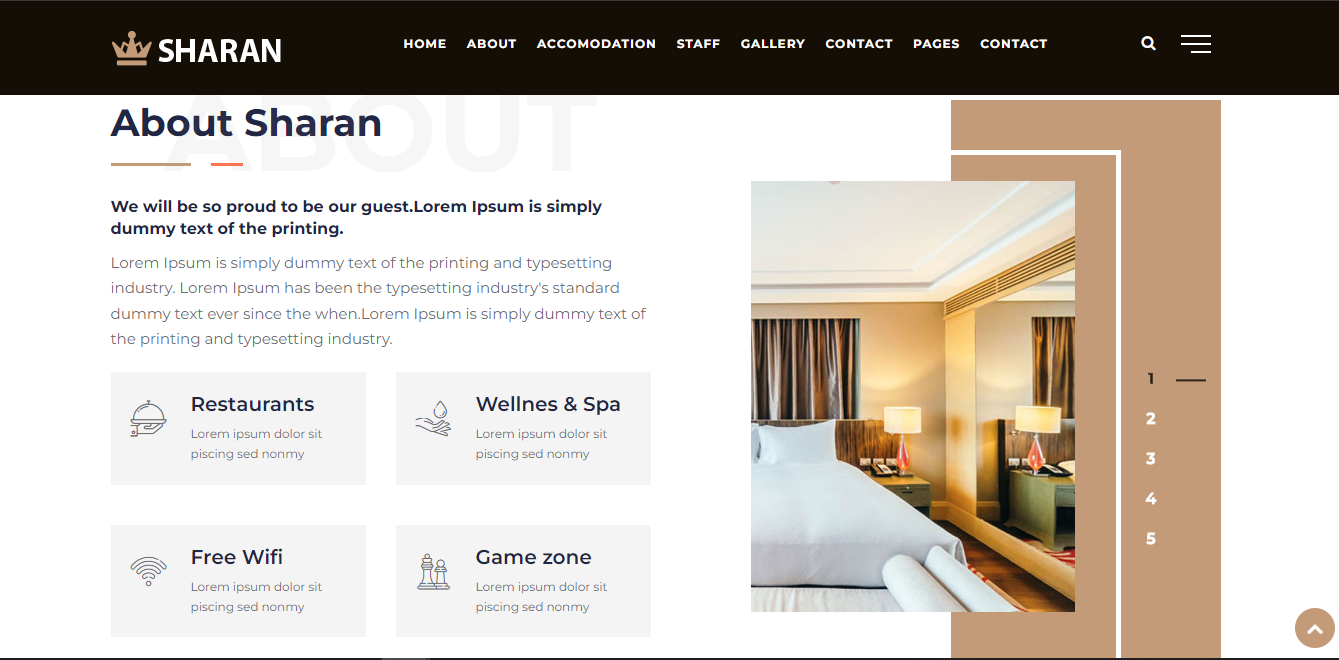 SHARAN
HOME ABOUT ACCOMODATION STAFF GALLERY CONTACT PAGES CONTACT
ABOUT
About Sharan
We will be so proud to be our guest.Lorem Ipsum is simply
dummy text of the printing.
Lorem Ipsum is simply dummy text of the printing and typesetting
industry. Lorem Ipsum has been the typesetting industry's standard
dummy text ever since the when.Lorem Ipsum is simply dummy text of
the printing and typesetting industry.
Restaurants
Lorem ipsum dolor sit
piscing sed nonmy
Wellnes & Spa
Lorem ipsum dolor sit
piscing sed nonmy
Free Wifi
Lorem ipsum dolor sit
piscing sed nonmy
Game zone
Lorem ipsum dolor sit
piscing sed nonmy
1
2
3
4
5